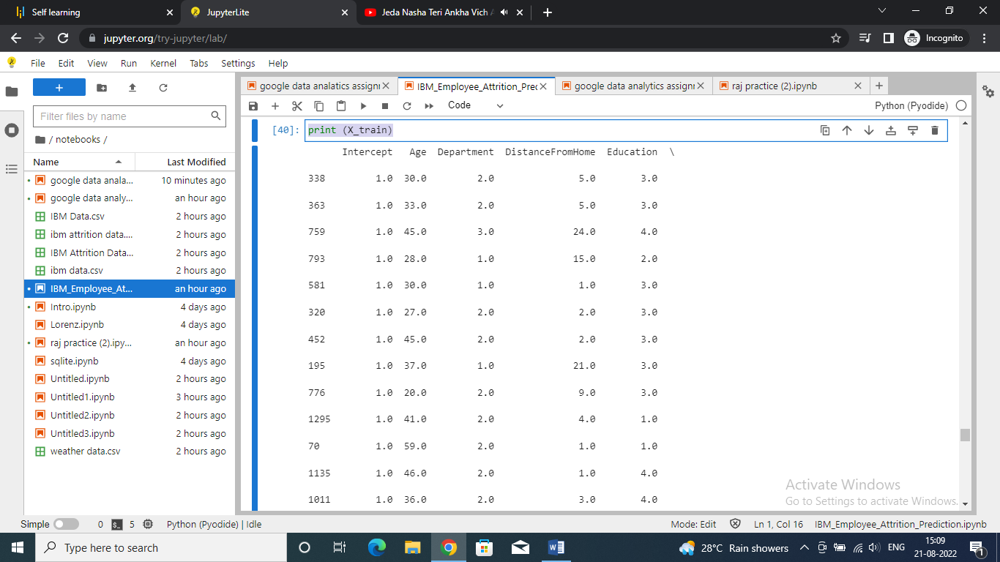 Self learning
JupyterLite
Jeda Nasha Teri Ankha Vich
jupyter.org/try-jupyter/lab/
Incognito
File Edit View Run Kernel Tabs Settings Help
google data analatics assignr
IBM_Employee_Attrition_Prec
google data analytics assignr
raj practice (2).ipynb
Code
Python (Pyodide)
Filter files by name
/ notebooks /
Name Last Modified
google data anala... 10 minutes ago
google data analy... an hour ago
IBM Data.csv 2 hours ago
ibm attrition data.... 2 hours ago
IBM Attrition Data... 2 hours ago
ibm data.csv 2 hours ago
IBM_Employee_At... an hour ago
Intro.ipynb 4 days ago
Lorenz.ipynb 4 days ago
raj practice (2).ipy... an hour ago
sqlite.ipynb 4 days ago
Untitled.ipynb 2 hours ago
Untitled1.ipynb 3 hours ago
Untitled2.ipynb 2 hours ago
Untitled3.ipynb 2 hours ago
weather data.csv 2 hours ago
[40]: print (X_train)
Intercept Age Department DistanceFromHome Education \
338 1.0 30.0 2.0 5.0 3.0
363 1.0 33.0 2.0 5.0 3.0
759 1.0 45.0 3.0 24.0 4.0
793 1.0 28.0 1.0 15.0 2.0
581 1.0 30.0 1.0 1.0 3.0
320 1.0 27.0 2.0 2.0 3.0
452 1.0 45.0 2.0 2.0 3.0
195 1.0 37.0 1.0 21.0 3.0
776 1.0 20.0 2.0 9.0 3.0
1295 1.0 41.0 2.0 4.0 1.0
70 1.0 59.0 2.0 1.0 1.0
1135 1.0 46.0 2.0 1.0 4.0
1011 1.0 36.0 2.0 3.0 4.0
Activate Windows
Go to Settings to activate Windows.
Simple 0 $_ 5 Python (Pyodide) | Idle Mode: Edit Ln 1, Col 16 IBM_Employee_Attrition_Prediction.ipynb
Type here to search
28°C Rain showers
ENG
15:09
21-08-2022
1